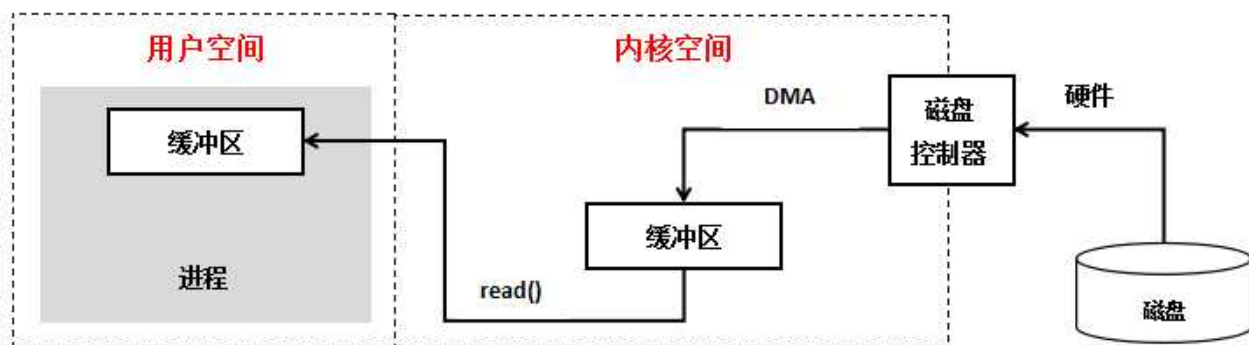 用户空间
内核空间
DMA
磁盘
控制器
硬件
缓冲区
缓冲区
进程
read()
磁盘